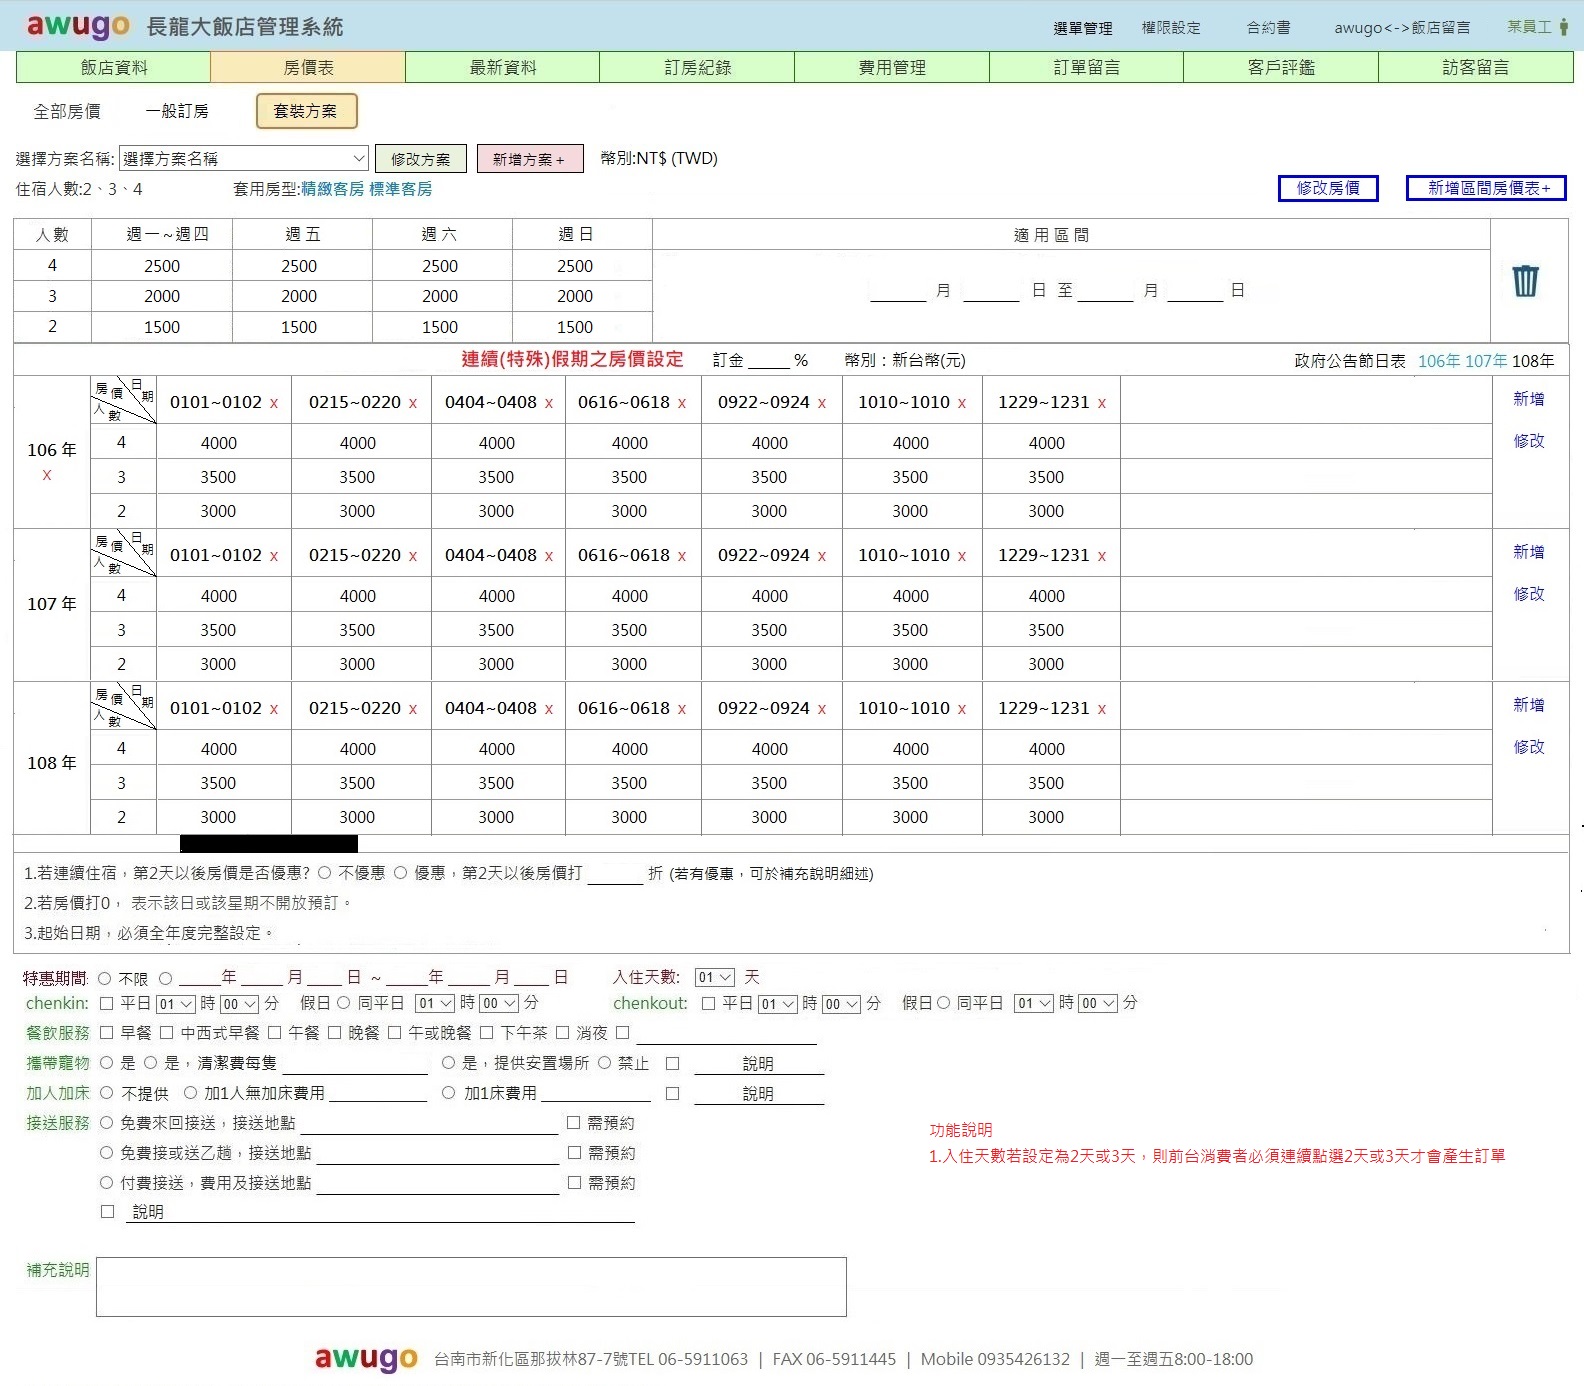 awugo 長龍大飯店管理系統 選單管理 權限設定 合約書 awugo<->飯店留言 某員工
飯店資料 房價表 最新資料 訂房紀錄 費用管理 訂單留言 客戶評鑑 訪客留言
全部房價 一般訂房 套裝方案
選擇方案名稱: 選擇方案名稱 修改方案 新增方案+ 幣別:NT$ (TWD)
住宿人數:2、3、4 套用房型:精緻客房 標準客房 修改房價 新增區間房價表+
人數 週一~週四 週五 週六 週日 適用區間
4 2500 2500 2500 2500
3 2000 2000 2000 2000
2 1500 1500 1500 1500
____月 ____日 至 ____月 ____日
連續(特殊)假期之房價設定 訂金 ____ % 幣別：新台幣(元) 政府公告節日表 106年 107年 108年
106 年 x
房價 日期 人數 0101~0102 x 0215~0220 x 0404~0408 x 0616~0618 x 0922~0924 x 1010~1010 x 1229~1231 x 新增
4 4000 4000 4000 4000 4000 4000 4000 修改
3 3500 3500 3500 3500 3500 3500 3500
2 3000 3000 3000 3000 3000 3000 3000
107 年
房價 日期 人數 0101~0102 x 0215~0220 x 0404~0408 x 0616~0618 x 0922~0924 x 1010~1010 x 1229~1231 x 新增
4 4000 4000 4000 4000 4000 4000 4000 修改
3 3500 3500 3500 3500 3500 3500 3500
2 3000 3000 3000 3000 3000 3000 3000
108 年
房價 日期 人數 0101~0102 x 0215~0220 x 0404~0408 x 0616~0618 x 0922~0924 x 1010~1010 x 1229~1231 x 新增
4 4000 4000 4000 4000 4000 4000 4000 修改
3 3500 3500 3500 3500 3500 3500 3500
2 3000 3000 3000 3000 3000 3000 3000
1.若連續住宿，第2天以後房價是否優惠? 不優惠 優惠，第2天以後房價打 ____ 折 (若有優惠，可於補充說明細述)
2.若房價打0， 表示該日或該星期不開放預訂。
3.起始日期，必須全年度完整設定。
特惠期間: 不限 ____年 ____月 ____日 ~ ____年 ____月 ____日 入住天數: 01 天
chenkin: 平日 01 時 00 分 假日 同平日 01 時 00 分 chenkout: 平日 01 時 00 分 假日 同平日 01 時 00 分
餐飲服務 早餐 中西式早餐 午餐 晚餐 午或晚餐 下午茶 消夜 ____
攜帶寵物 是 是，清潔費每隻 ____ 是，提供安置場所 禁止 說明
加人加床 不提供 加1人無加床費用 ____ 加1床費用 ____ 說明
接送服務 免費來回接送，接送地點 ____ 需預約
免費接或送乙趟，接送地點 ____ 需預約
付費接送，費用及接送地點 ____ 需預約
說明
功能說明
1.入住天數若設定為2天或3天，則前台消費者必須連續點選2天或3天才會產生訂單
補充說明
awugo 台南市新化區那拔林87-7號TEL 06-5911063 | FAX 06-5911445 | Mobile 0935426132 | 週一至週五8:00-18:00